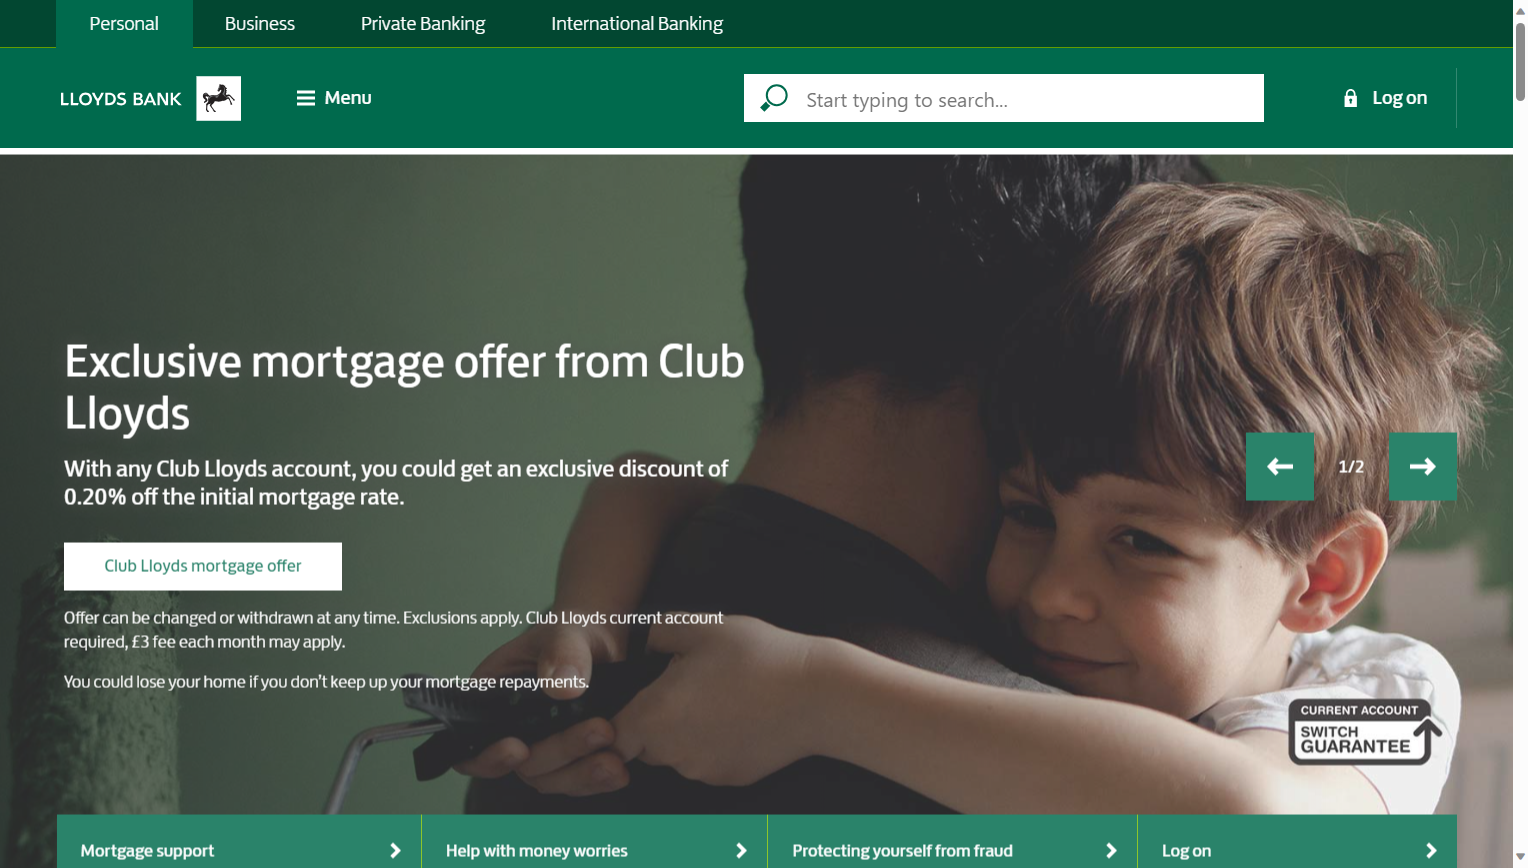 Personal
Business
Private Banking
International Banking
LLOYDS BANK
Menu
Start typing to search...
Log on
Exclusive mortgage offer from Club
Lloyds
With any Club Lloyds account, you could get an exclusive discount of
0.20% off the initial mortgage rate.
1/2
Club Lloyds mortgage offer
Offer can be changed or withdrawn at any time. Exclusions apply. Club Lloyds current account
required, £3 fee each month may apply.
You could lose your home if you don't keep up your mortgage repayments.
CURRENT ACCOUNT
SWITCH
GUARANTEE
Mortgage support
Help with money worries
Protecting yourself from fraud
Log on